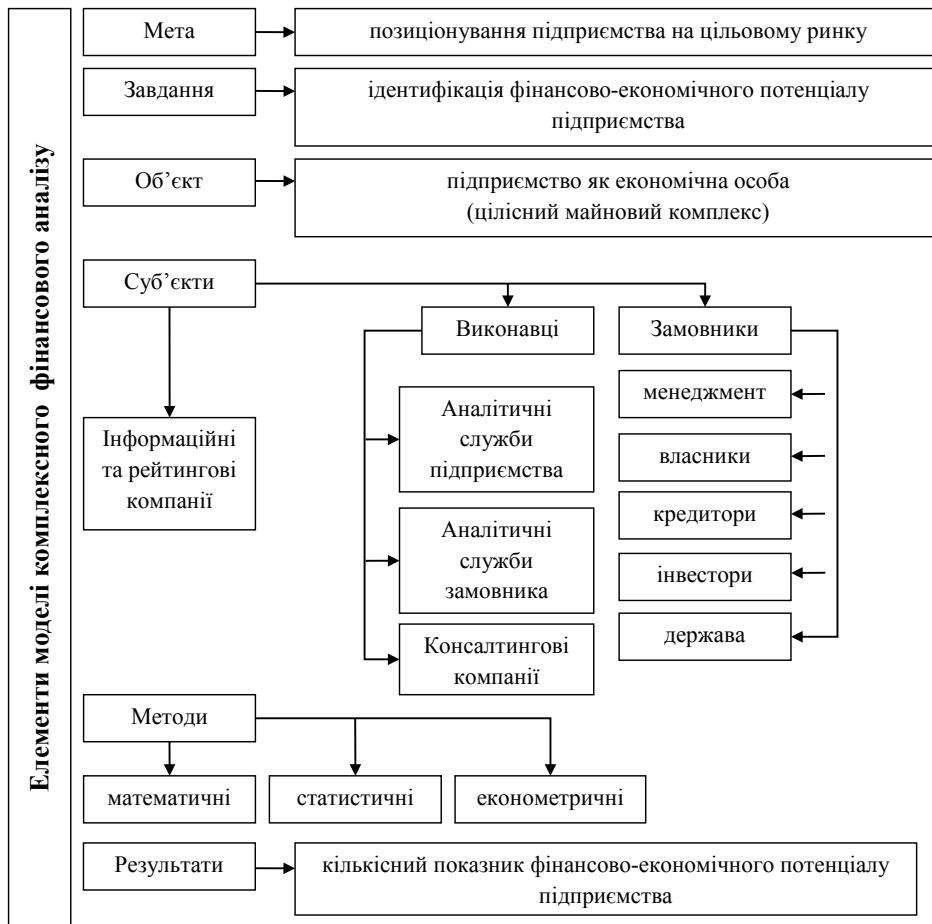 Елементи моделі комплексного фінансового аналізу
Мета
позиціонування підприємства на цільовому ринку
Завдання
ідентифікація фінансово-економічного потенціалу
підприємства
Об’єкт
підприємство як економічна особа
(цілісний майновий комплекс)
Суб’єкти
Інформаційні
та рейтингові
компанії
Виконавці
Аналітичні
служби
підприємства
Аналітичні
служби
замовника
Консалтингові
компанії
Замовники
менеджмент
власники
кредитори
інвестори
держава
Методи
математичні
статистичні
економетричні
Результати
кількісний показник фінансово-економічного потенціалу
підприємства